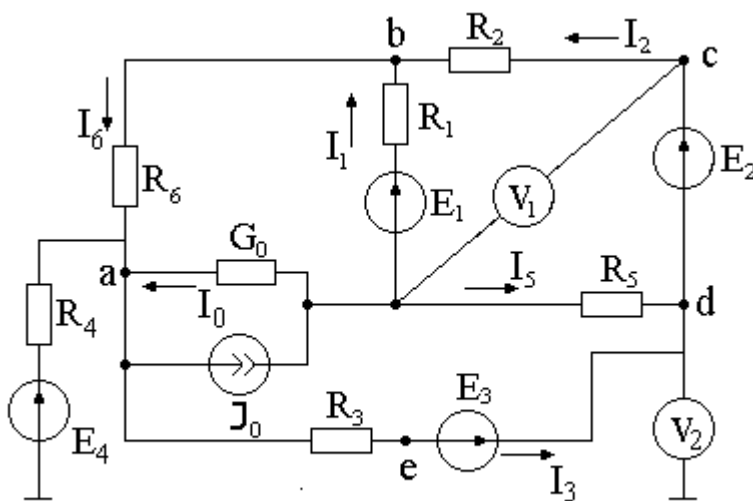 b R₂ I₂ c
I₆ R₁ I₁
R₆ E₁ V₁ E₂
G₀
a I₀ I₅ R₅ d
R₄
E₄ J₀ R₃ E₃ V₂
e I₃